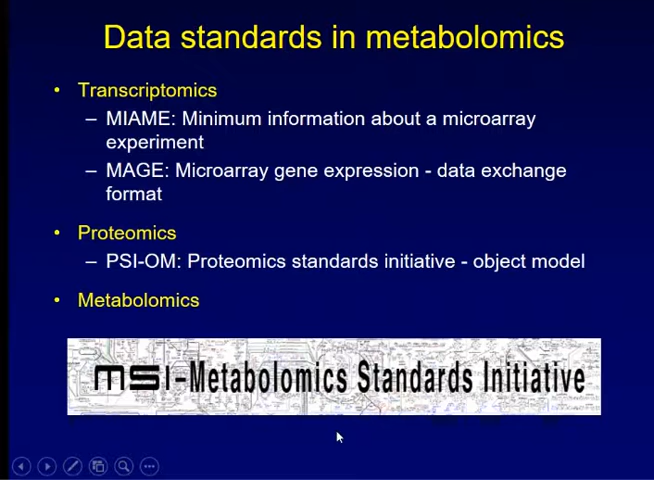 Data standards in metabolomics
• Transcriptomics
– MIAME: Minimum information about a microarray
experiment
– MAGE: Microarray gene expression - data exchange
format
• Proteomics
– PSI-OM: Proteomics standards initiative - object model
• Metabolomics
msi-Metabolomics Standards Initiative